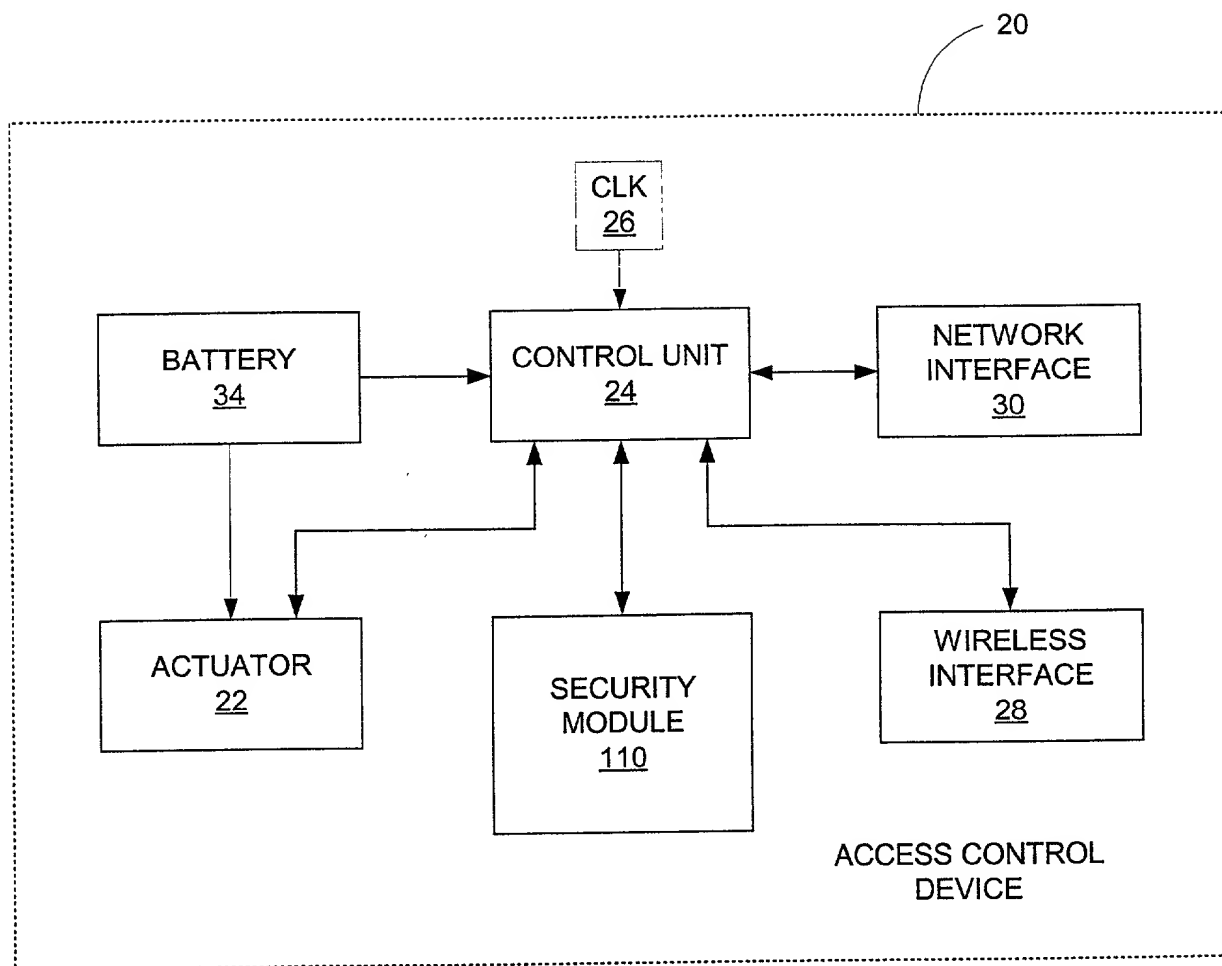 20
CLK
26
BATTERY
34
CONTROL UNIT
24
NETWORK
INTERFACE
30
ACTUATOR
22
SECURITY
MODULE
110
WIRELESS
INTERFACE
28
ACCESS CONTROL
DEVICE